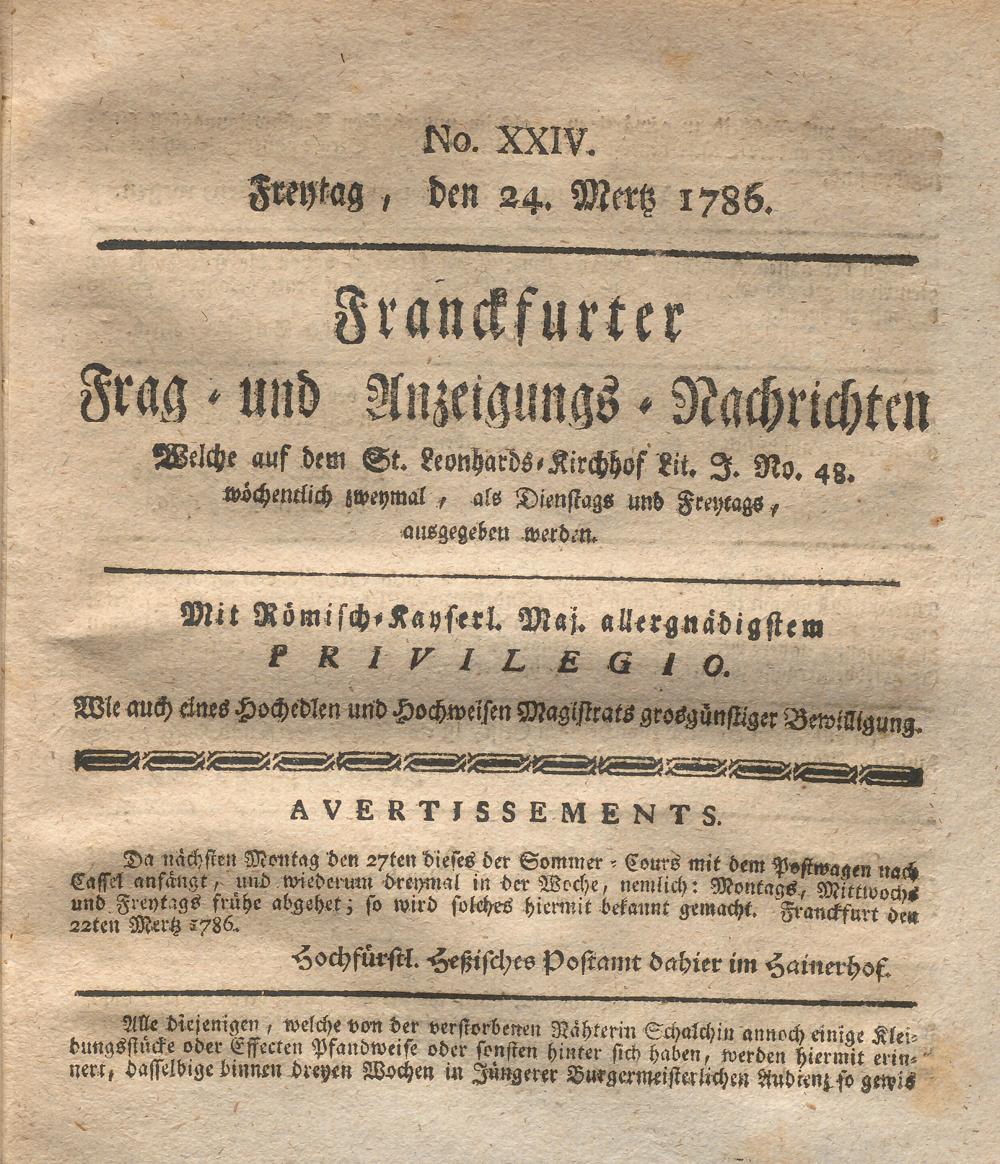 No. XXIV.
Freytag, den 24. Mertz 1786.
Franckfurter
Frag- und Anzeigungs-Nachrichten
Welche auf dem St. Leonhards-Kirchhof Lit. J. No. 48.
wöchentlich zweymal, als Dienstags und Freytags,
ausgegeben werden.
Mit Römisch-Kayserl. Maj. allergnädigstem
PRIVILEGIO.
Wie auch eines Hochedlen und Hochweisen Magistrats grosgünstiger Bewilligung.
AVERTISSEMENTS.
Da nächsten Montag den 27ten dieses der Sommer-Cours mit dem Postwagen nach
Cassel anfängt, und wiederum dreymal in der Woche, nemlich: Montags, Mittwochs
und Freytags frühe abgehet; so wird solches hiermit bekannt gemacht. Franckfurt den
22ten Mertz 1786.
Hochfürstl. Heßisches Postamt dahier im Hainerhof.
Alle diejenigen, welche von der verstorbenen Nähterin Schalchin annoch einige Klei-
dungsstücke oder Effecten Pfandweise oder sonsten hinter sich haben, werden hiermit erin-
nert, dasselbige binnen dreyen Wochen in Jüngerer Burgermeisterlichen Audienz so gewis